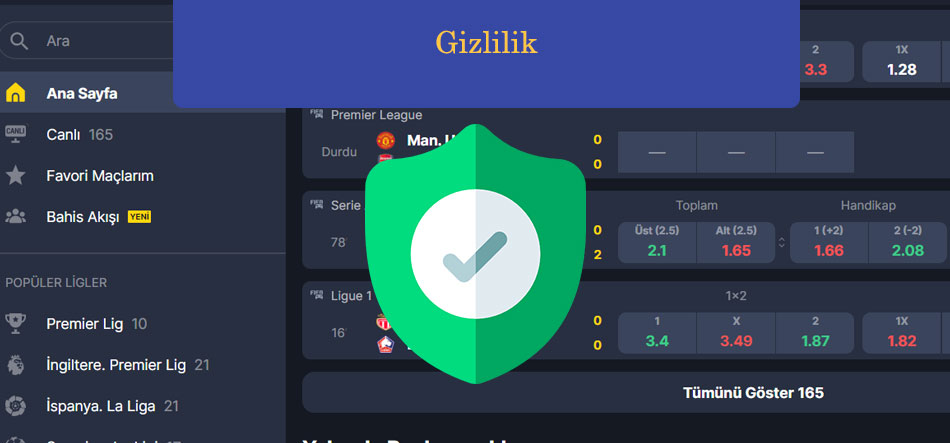 Gizlilik
Ara
Ana Sayfa
CANLI Canlı 165
Favori Maçlarım
Bahis Akışı YENİ
POPÜLER LİGLER
Premier Lig 10
İngiltere. Premier Lig 21
İspanya. La Liga 21
2 1X
3.3 1.28
Premier League
Durdu Man. 0
0
— — —
Serie Toplam Handikap
78' 0
2
Üst (2.5) Alt (2.5) 1 (+2) 2 (-2)
2.1 1.65 1.66 2.08
Ligue 1 1×2
16' 0
0
1 X 2 1X
3.4 3.49 1.87 1.82
Tümünü Göster 165